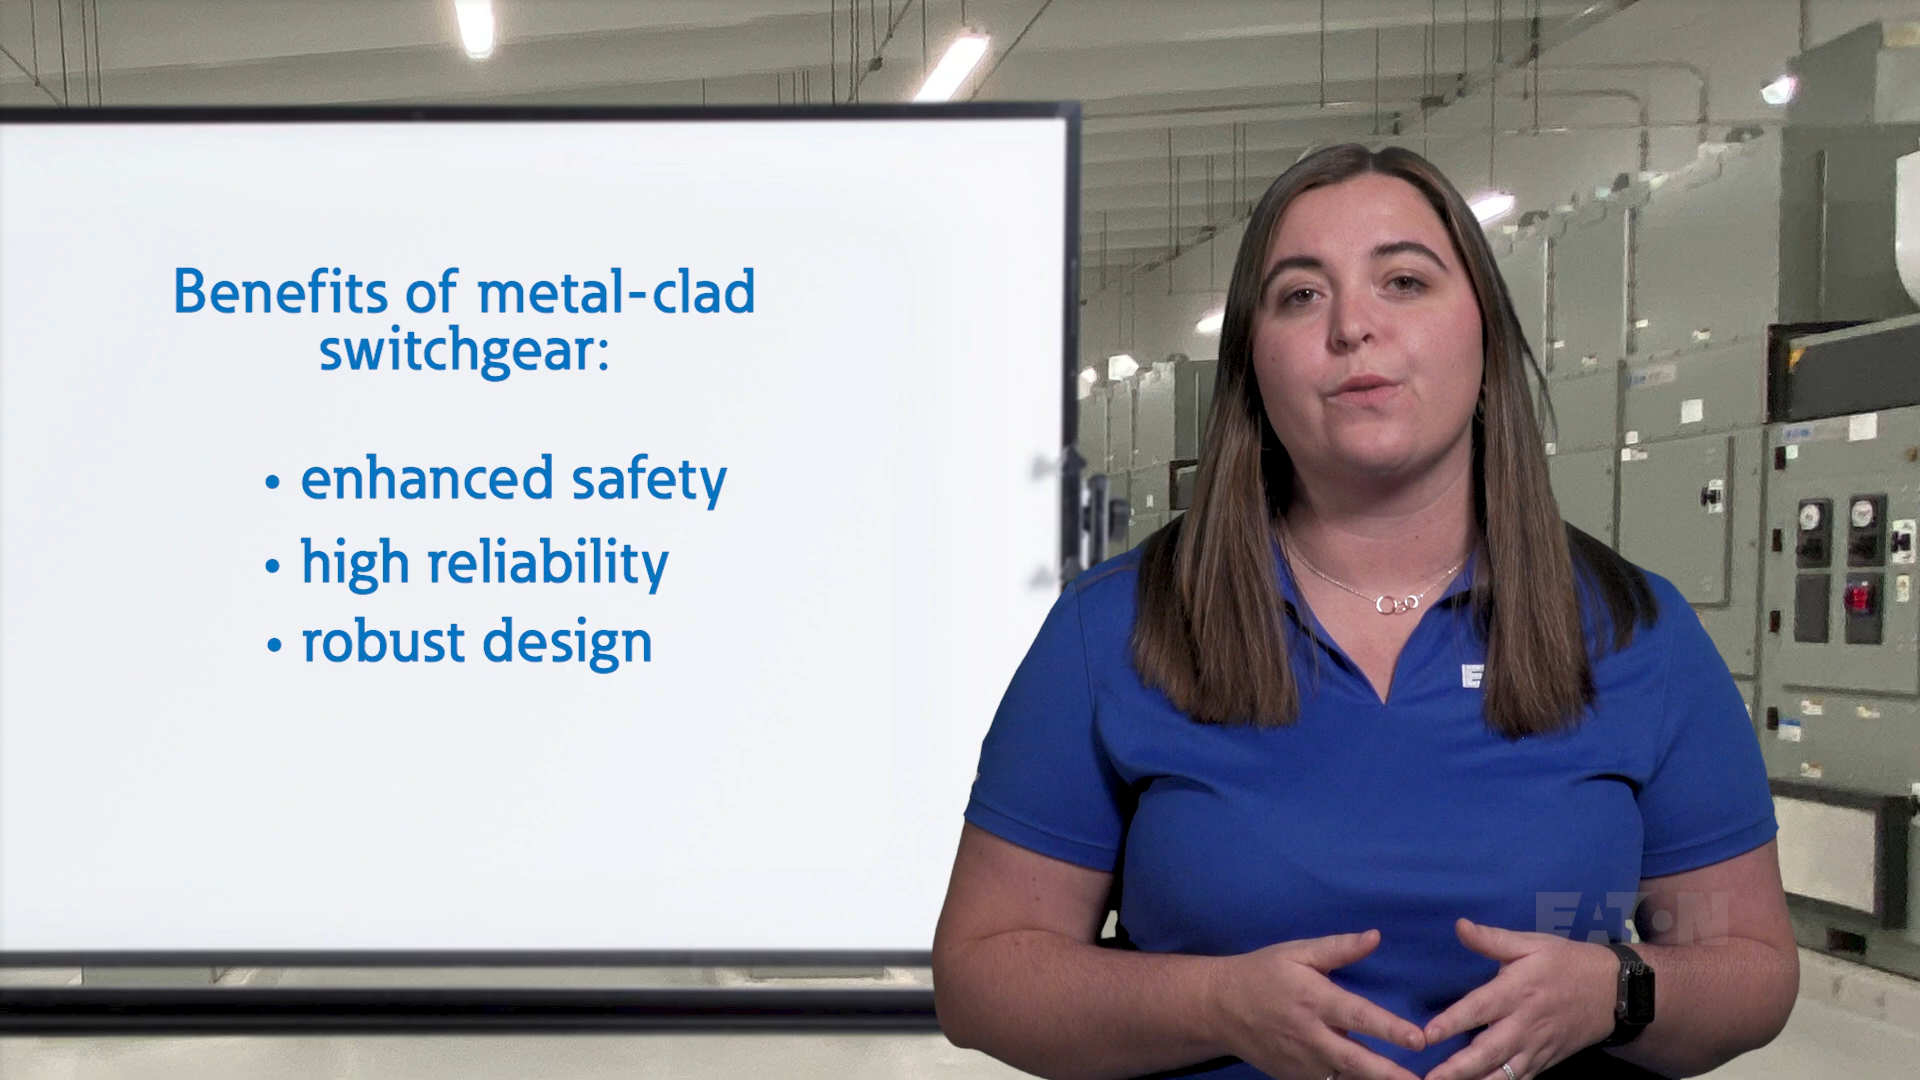 Benefits of metal-clad
switchgear:
• enhanced safety
• high reliability
• robust design
EATON